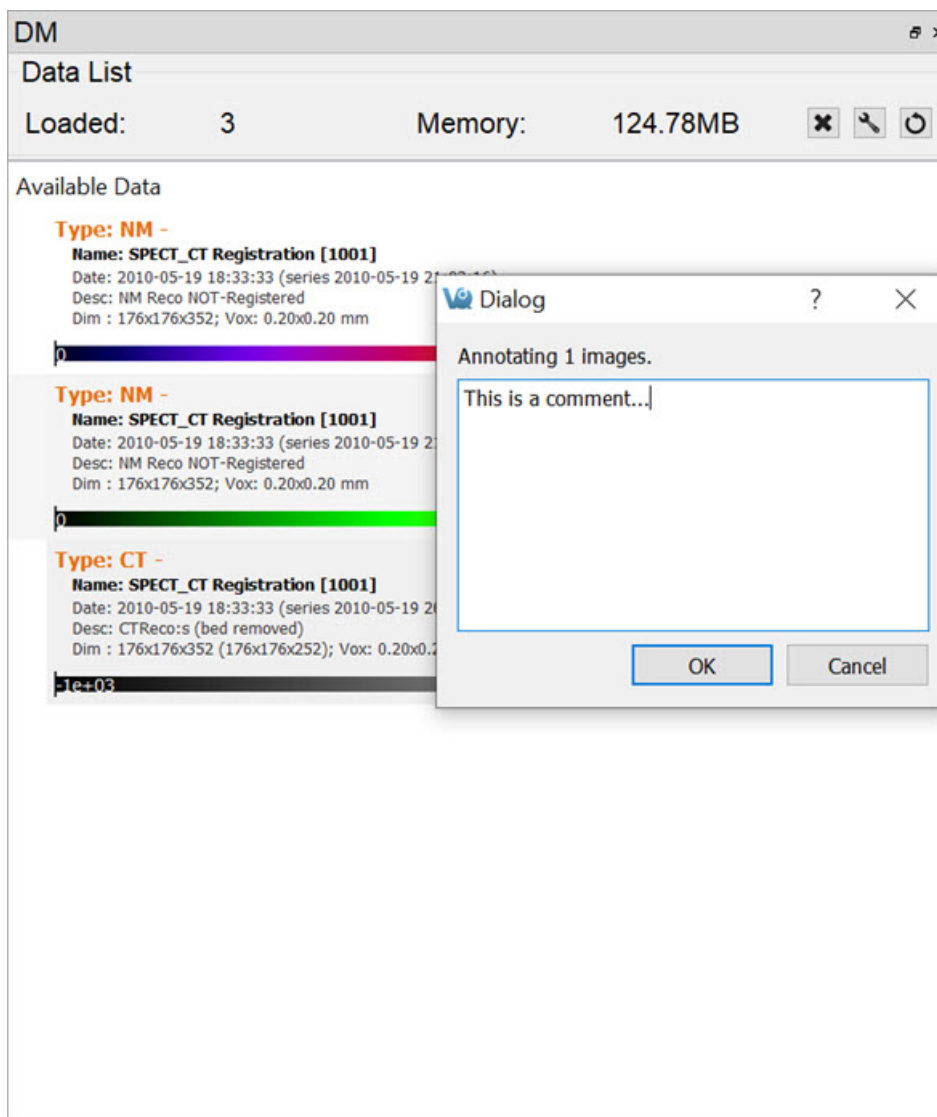 DM
Data List
Loaded: 3 Memory: 124.78MB
Available Data
Type: NM -
Name: SPECT_CT Registration [1001]
Date: 2010-05-19 18:33:33 (series 2010-05-19
Desc: NM Reco NOT-Registered
Dim : 176x176x352; Vox: 0.20x0.20 mm
0
Type: NM -
Name: SPECT_CT Registration [1001]
Date: 2010-05-19 18:33:33 (series 2010-05-19
Desc: NM Reco NOT-Registered
Dim : 176x176x352; Vox: 0.20x0.20 mm
0
Type: CT -
Name: SPECT_CT Registration [1001]
Date: 2010-05-19 18:33:33 (series 2010-05-19
Desc: CTReco:s (bed removed)
Dim : 176x176x352 (176x176x252); Vox:
-1e+03
VQ Dialog ?
Annotating 1 images.
This is a comment...
OK Cancel